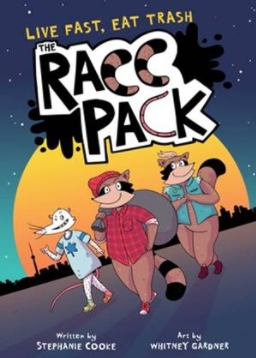 LIVE FAST, EAT TRASH
THE
RACC
PACK
Written by
STEPHANIE COOKE
Art by
WHITNEY GARDNER